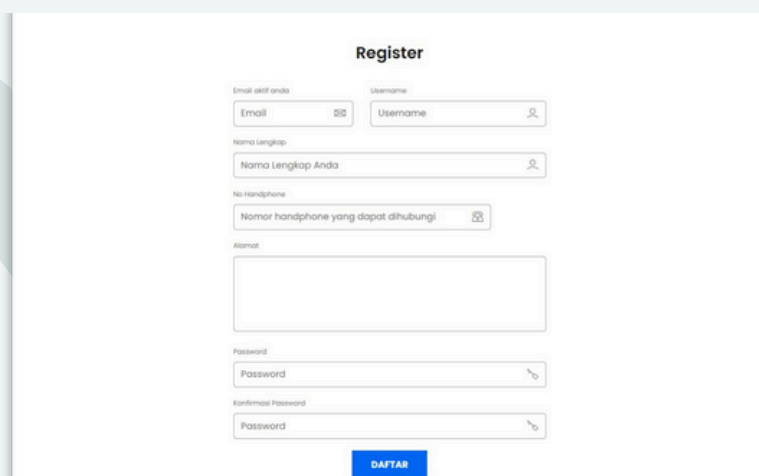 Register
Email aktif anda Username
Email Username
Nama Lengkap
Nama Lengkap Anda
No Handphone
Nomor handphone yang dapat dihubungi
Alamat
Password
Password
Konfirmasi Password
Password
DAFTAR